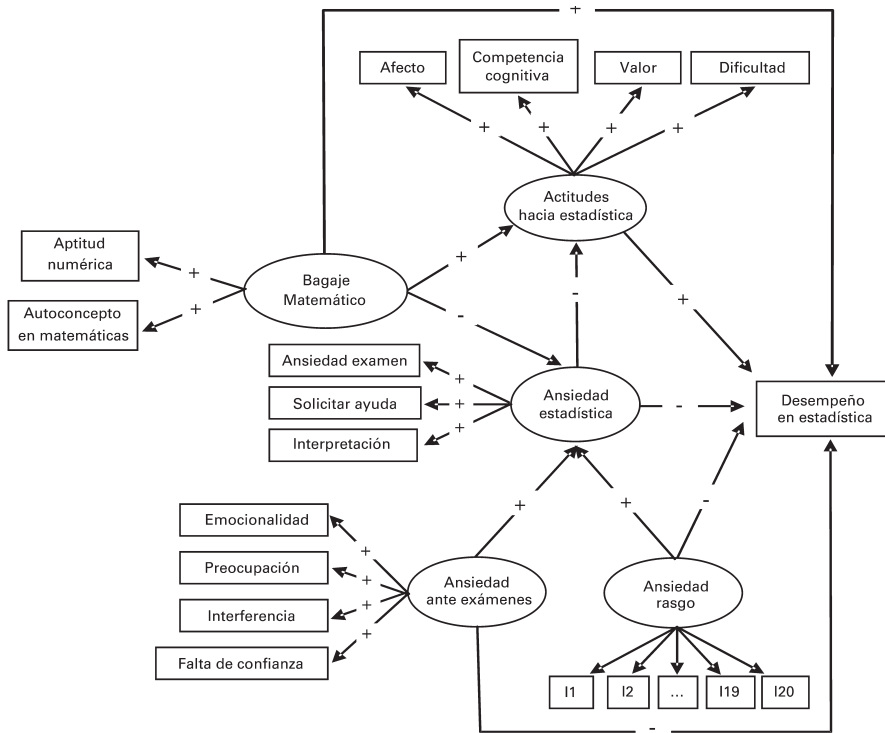 +
Afecto
Competencia
cognitiva
Valor
Dificultad
+
+
+
+
Actitudes
hacia estadística
Aptitud
numérica
+
Autoconcepto
en matemáticas
+
Bagaje
Matemático
+
-
-
+
Ansiedad examen
+
Solicitar ayuda
+
Interpretación
+
Ansiedad
estadística
-
Desempeño
en estadística
+
+
-
Emocionalidad
+
Preocupación
+
Interferencia
+
Falta de confianza
+
Ansiedad
ante exámenes
Ansiedad
rasgo
I1
I2
...
I19
I20
-